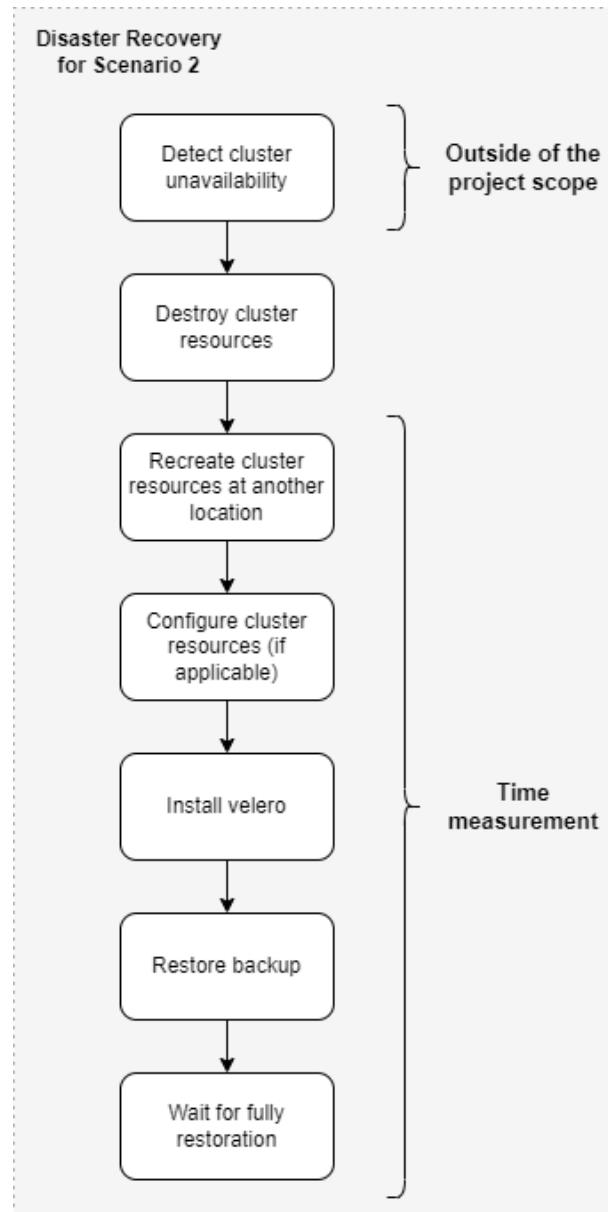 Disaster Recovery
for Scenario 2
Detect cluster
unavailability
Outside of the
project scope
Destroy cluster
resources
Recreate cluster
resources at another
location
Configure cluster
resources (if
applicable)
Install velero
Time
measurement
Restore backup
Wait for fully
restoration